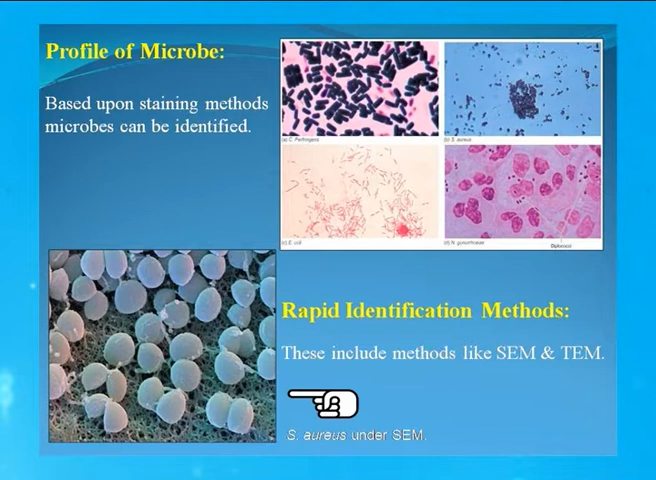 Profile of Microbe:
Based upon staining methods
microbes can be identified.
(a) C. Perfringens
(b) S. aureus
(c) E. coli
(d) N. gonorrhoeae
Diplococci
Rapid Identification Methods:
These include methods like SEM & TEM.
S. aureus under SEM.